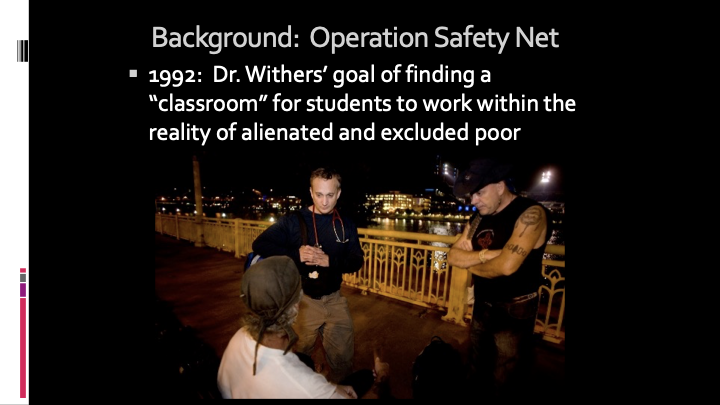 Background: Operation Safety Net
1992: Dr. Withers’ goal of finding a
“classroom” for students to work within the
reality of alienated and excluded poor